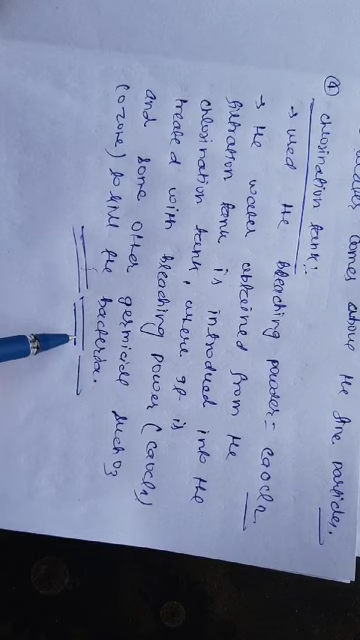 comes above the fine particles.
④ chlorination tank:
→ used the bleaching powder = CaOCl2.
→ the water obtained from the
filtration tank is introduced into the
chlorination tank, where it is
treated with bleaching power (CaOCl2)
and some other germicide such O3
(ozone) to kill the bacteria.